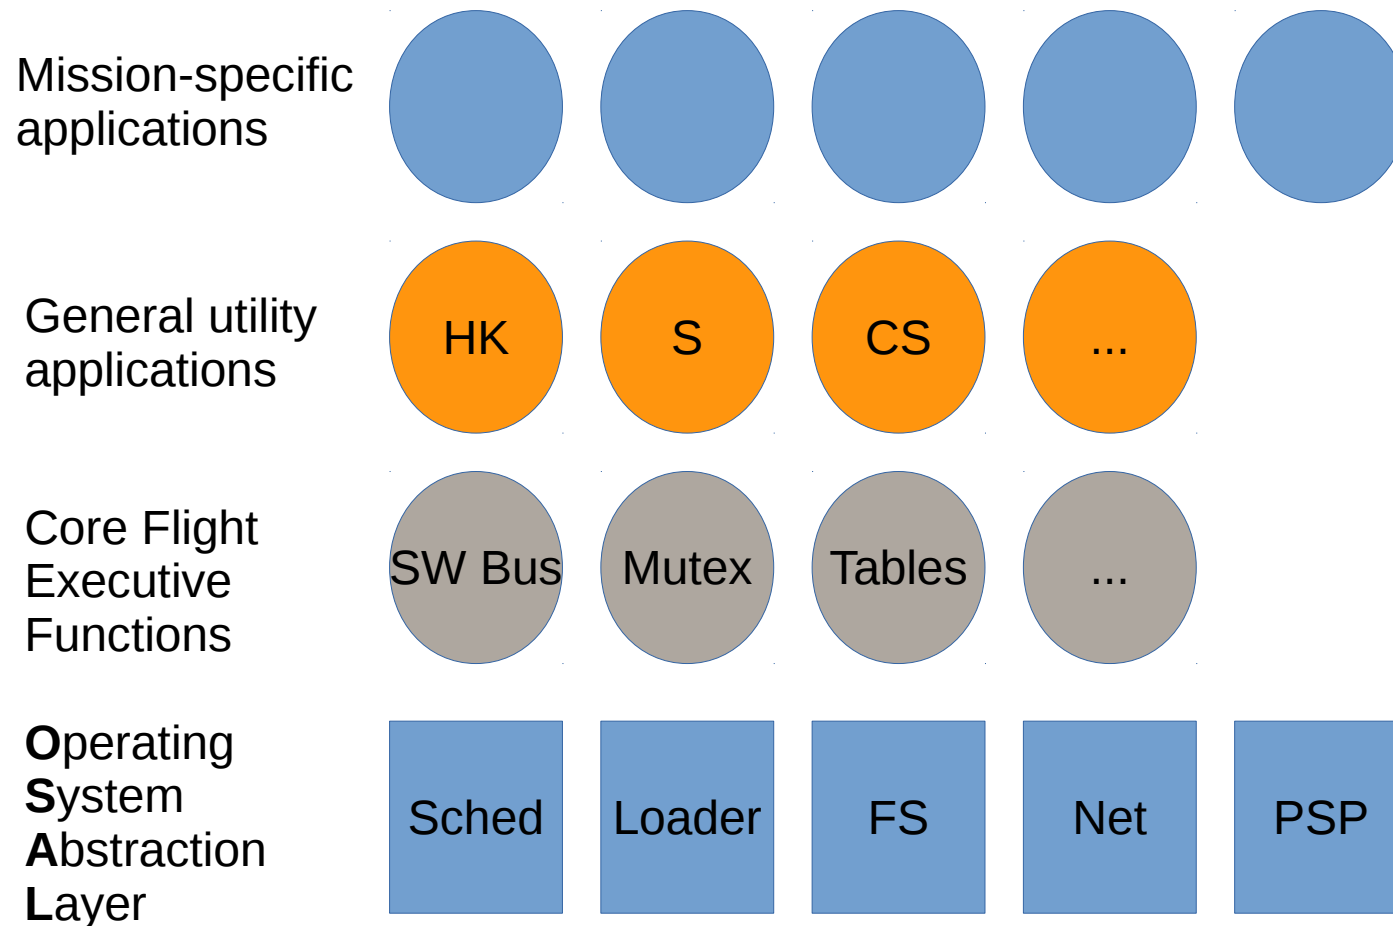 Mission-specific
applications
General utility
applications
HK
S
CS
...
Core Flight
Executive
Functions
SW Bus
Mutex
Tables
...
Operating
System
Abstraction
Layer
Sched
Loader
FS
Net
PSP